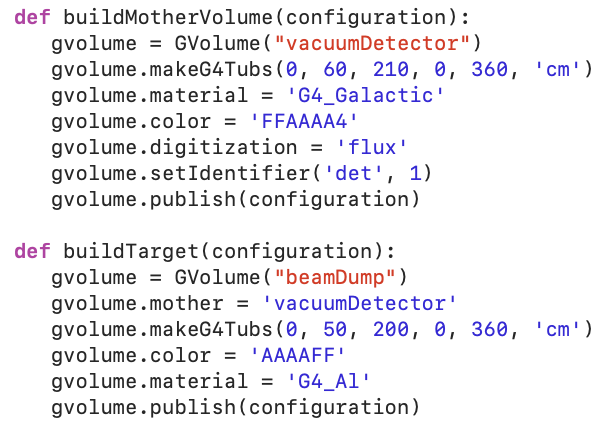 def buildMotherVolume(configuration):
   gvolume = GVolume("vacuumDetector")
   gvolume.makeG4Tubs(0, 60, 210, 0, 360, 'cm')
   gvolume.material = 'G4_Galactic'
   gvolume.color = 'FFAAAA4'
   gvolume.digitization = 'flux'
   gvolume.setIdentifier('det', 1)
   gvolume.publish(configuration)

def buildTarget(configuration):
   gvolume = GVolume("beamDump")
   gvolume.mother = 'vacuumDetector'
   gvolume.makeG4Tubs(0, 50, 200, 0, 360, 'cm')
   gvolume.color = 'AAAAFF'
   gvolume.material = 'G4_Al'
   gvolume.publish(configuration)